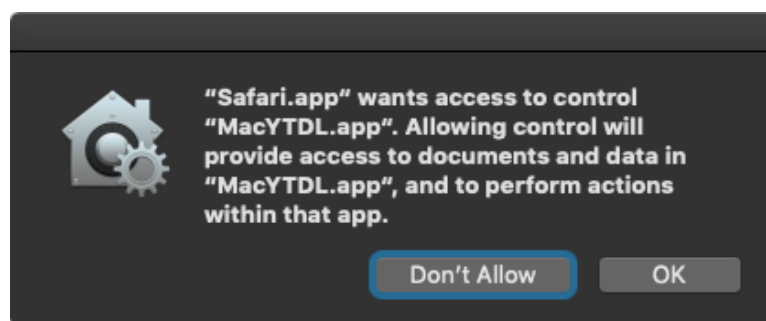 “Safari.app” wants access to control
“MacYTDL.app”. Allowing control will
provide access to documents and data in
“MacYTDL.app”, and to perform actions
within that app.
Don’t Allow OK